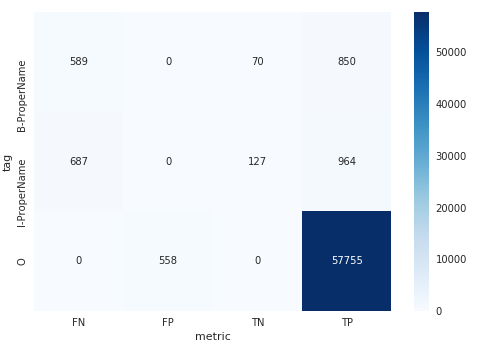 tag
B-ProperName
589 0 70 850
I-ProperName
687 0 127 964
O
0 558 0 57755
FN FP TN TP
metric
50000
40000
30000
20000
10000
0